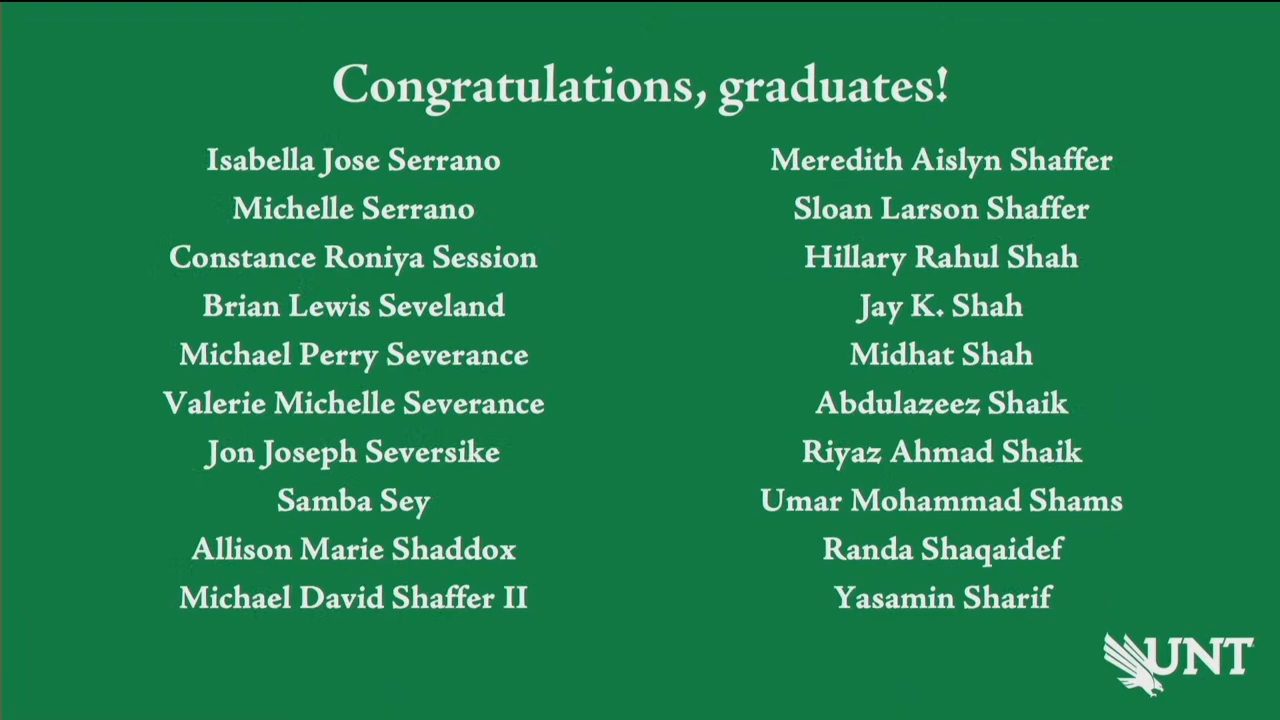 Congratulations, graduates!
Isabella Jose Serrano
Michelle Serrano
Constance Roniya Session
Brian Lewis Seveland
Michael Perry Severance
Valerie Michelle Severance
Jon Joseph Seversike
Samba Sey
Allison Marie Shaddox
Michael David Shaffer II
Meredith Aislyn Shaffer
Sloan Larson Shaffer
Hillary Rahul Shah
Jay K. Shah
Midhat Shah
Abdulazeez Shaik
Riyaz Ahmad Shaik
Umar Mohammad Shams
Randa Shaqaidef
Yasamin Sharif
UNT